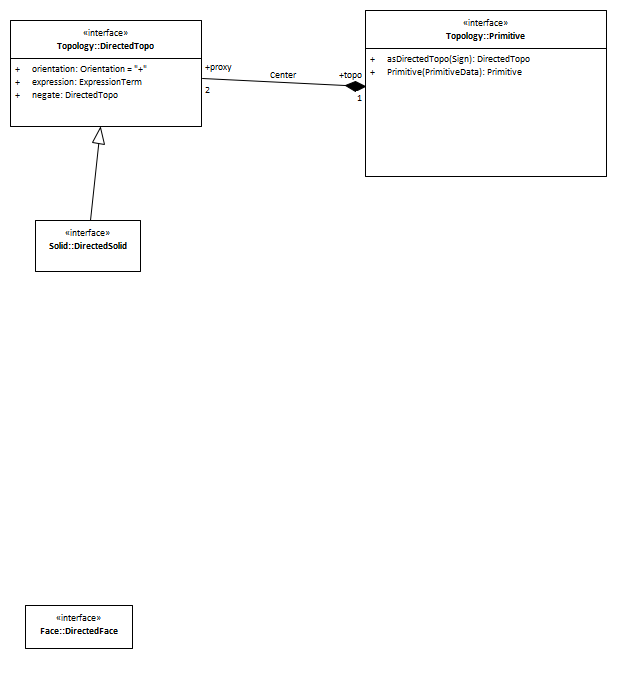 «interface»
Topology::DirectedTopo
+ orientation: Orientation = "+"
+ expression: ExpressionTerm
+ negate: DirectedTopo
«interface»
Topology::Primitive
+ asDirectedTopo(Sign): DirectedTopo
+ Primitive(PrimitiveData): Primitive
+proxy
Center
+topo
2
1
«interface»
Solid::DirectedSolid
«interface»
Face::DirectedFace